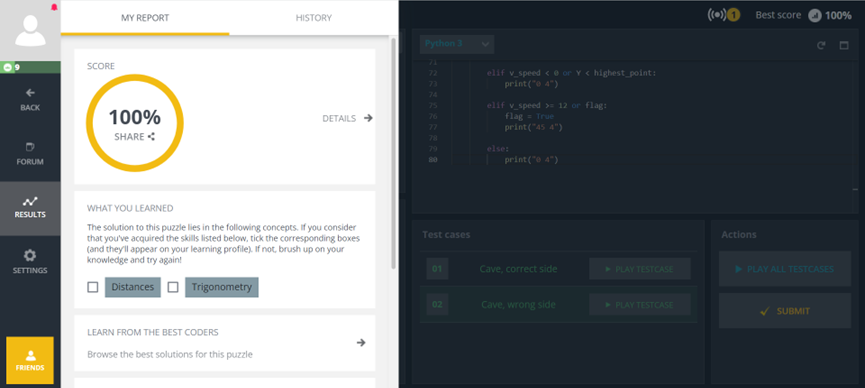 MY REPORT
HISTORY
1
Best score
100%
9
BACK
FORUM
RESULTS
SETTINGS
FRIENDS
SCORE
100%
SHARE
DETAILS
WHAT YOU LEARNED
The solution to this puzzle lies in the following concepts. If you consider
that you've acquired the skills listed below, tick the corresponding boxes
(and they'll appear on your learning profile). If not, brush up on your
knowledge and try again!
Distances
Trigonometry
LEARN FROM THE BEST CODERS
Browse the best solutions for this puzzle
Python 3
71
72 elif v_speed < 0 or Y < highest_point:
73 print("0 4")
74
75 elif v_speed >= 12 or flag:
76 flag = True
77 print("45 4")
78
79 else:
80 print("0 4")
Test cases
01 Cave, correct side PLAY TESTCASE
02 Cave, wrong side PLAY TESTCASE
Actions
PLAY ALL TESTCASES
SUBMIT